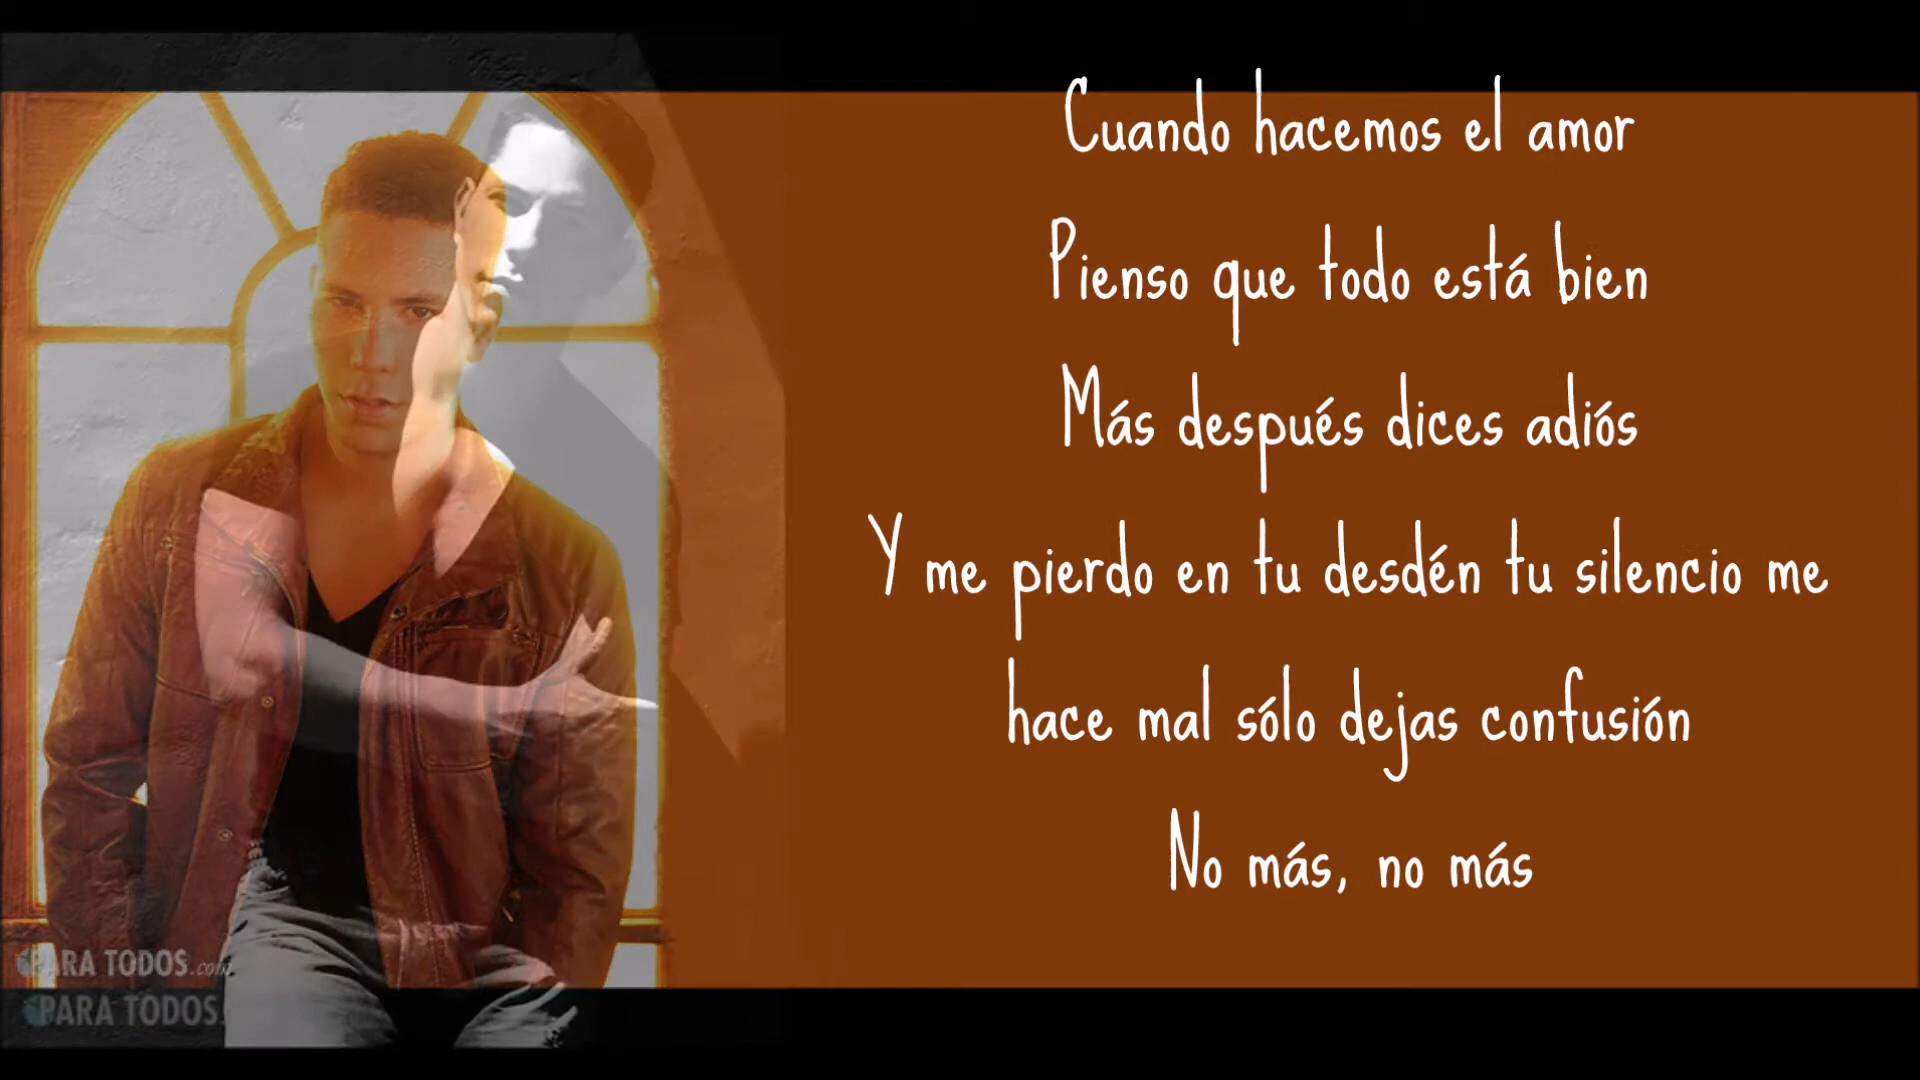 Cuando hacemos el amor
Pienso que todo está bien
Más después dices adiós
Y me pierdo en tu desdén tu silencio me
hace mal sólo dejas confusión
No más, no más
PARA TODOS.com
PARA TODOS.